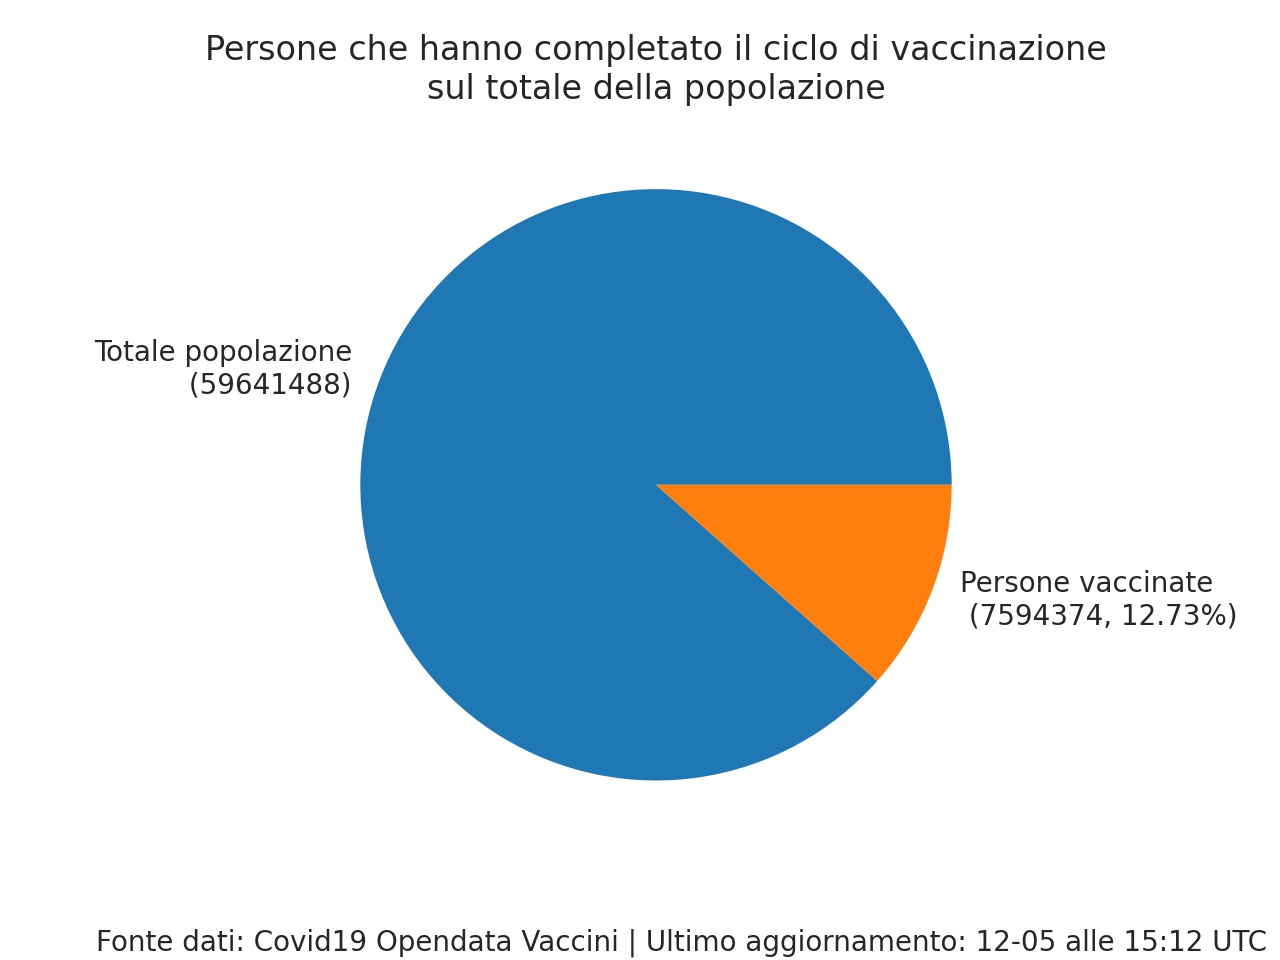 Persone che hanno completato il ciclo di vaccinazione
sul totale della popolazione
Totale popolazione
(59641488)
Persone vaccinate
(7594374, 12.73%)
Fonte dati: Covid19 Opendata Vaccini | Ultimo aggiornamento: 12-05 alle 15:12 UTC